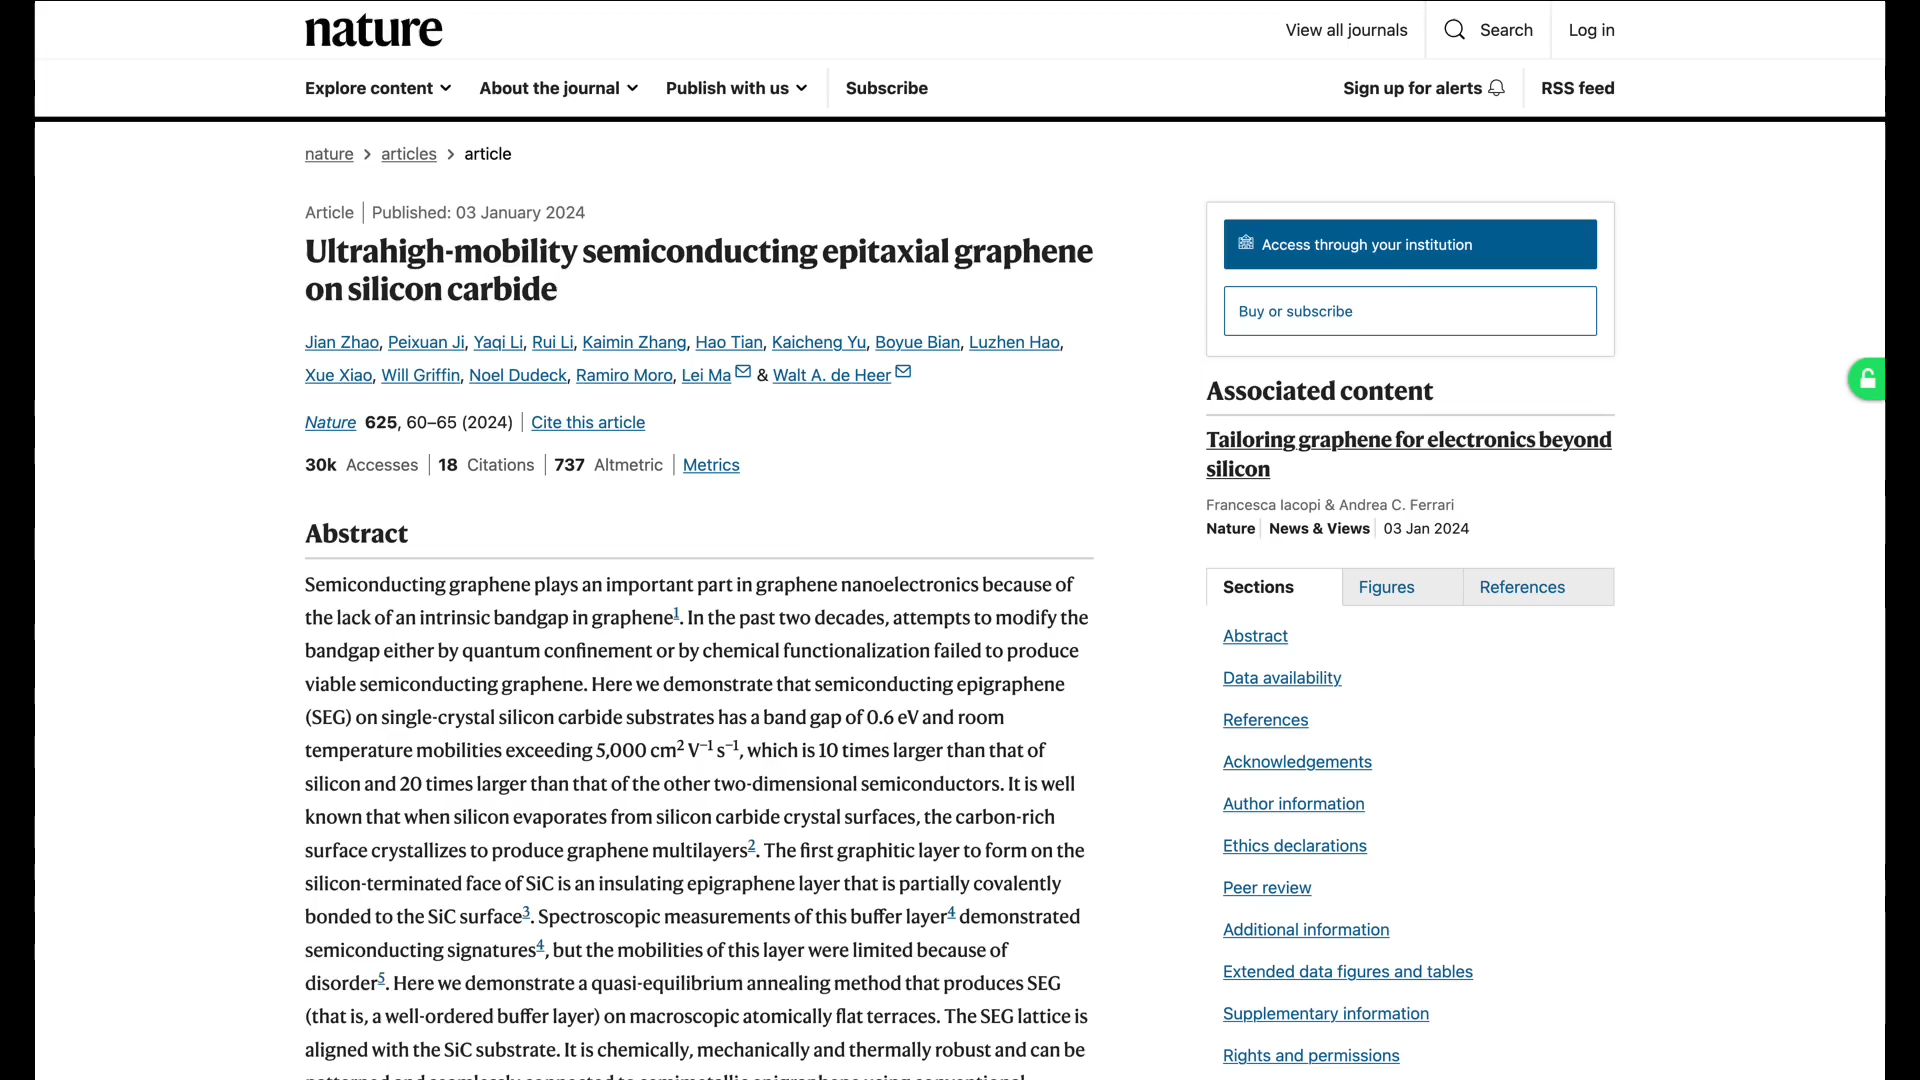 nature
View all journals
Search
Log in
Explore content
About the journal
Publish with us
Subscribe
Sign up for alerts
RSS feed
nature > articles > article
Article | Published: 03 January 2024
Ultrahigh-mobility semiconducting epitaxial graphene
on silicon carbide
Jian Zhao, Peixuan Ji, Yaqi Li, Rui Li, Kaimin Zhang, Hao Tian, Kaicheng Yu, Boyue Bian, Luzhen Hao,
Xue Xiao, Will Griffin, Noel Dudeck, Ramiro Moro, Lei Ma & Walt A. de Heer
Nature 625, 60–65 (2024) | Cite this article
30k Accesses | 18 Citations | 737 Altmetric | Metrics
Abstract
Semiconducting graphene plays an important part in graphene nanoelectronics because of
the lack of an intrinsic bandgap in graphene¹. In the past two decades, attempts to modify the
bandgap either by quantum confinement or by chemical functionalization failed to produce
viable semiconducting graphene. Here we demonstrate that semiconducting epigraphene
(SEG) on single-crystal silicon carbide substrates has a band gap of 0.6 eV and room
temperature mobilities exceeding 5,000 cm² V⁻¹ s⁻¹, which is 10 times larger than that of
silicon and 20 times larger than that of the other two-dimensional semiconductors. It is well
known that when silicon evaporates from silicon carbide crystal surfaces, the carbon-rich
surface crystallizes to produce graphene multilayers². The first graphitic layer to form on the
silicon-terminated face of SiC is an insulating epigraphene layer that is partially covalently
bonded to the SiC surface³. Spectroscopic measurements of this buffer layer⁴ demonstrated
semiconducting signatures⁴, but the mobilities of this layer were limited because of
disorder⁵. Here we demonstrate a quasi-equilibrium annealing method that produces SEG
(that is, a well-ordered buffer layer) on macroscopic atomically flat terraces. The SEG lattice is
aligned with the SiC substrate. It is chemically, mechanically and thermally robust and can be
Access through your institution
Buy or subscribe
Associated content
Tailoring graphene for electronics beyond
silicon
Francesca Iacopi & Andrea C. Ferrari
Nature | News & Views | 03 Jan 2024
Sections
Figures
References
Abstract
Data availability
References
Acknowledgements
Author information
Ethics declarations
Peer review
Additional information
Extended data figures and tables
Supplementary information
Rights and permissions